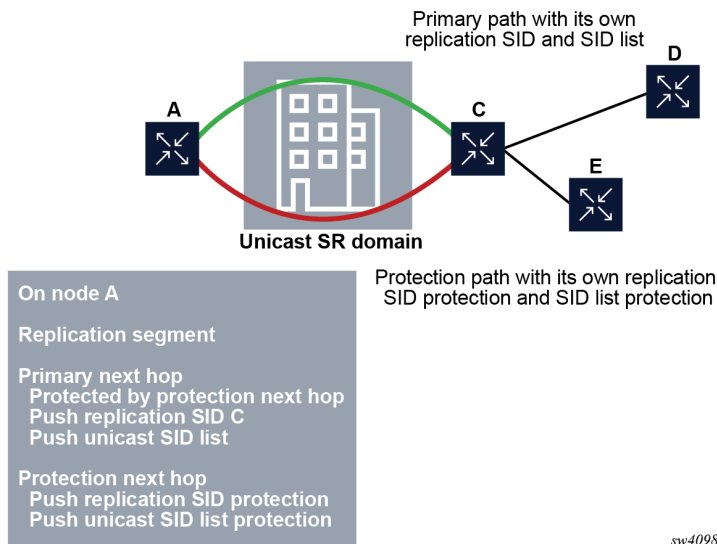 Primary path with its own
replication SID and SID list
D
A
C
E
Unicast SR domain
Protection path with its own replication
SID protection and SID list protection
On node A
Replication segment
Primary next hop
Protected by protection next hop
Push replication SID C
Push unicast SID list
Protection next hop
Push replication SID protection
Push unicast SID list protection
sw4098